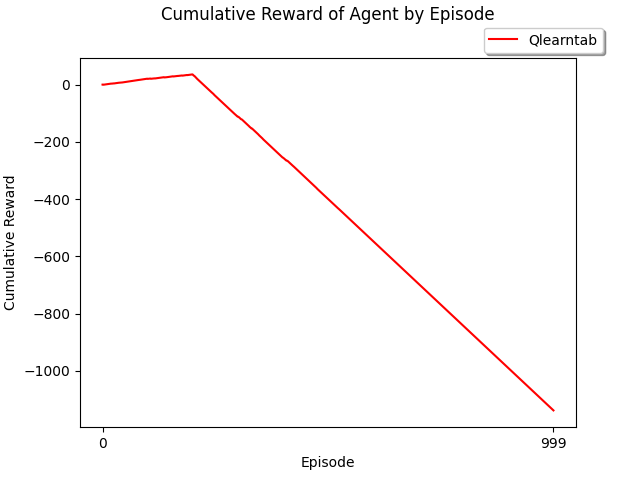 Cumulative Reward of Agent by Episode
Qlearntab
0
−200
−400
−600
−800
−1000
Cumulative Reward
0
999
Episode